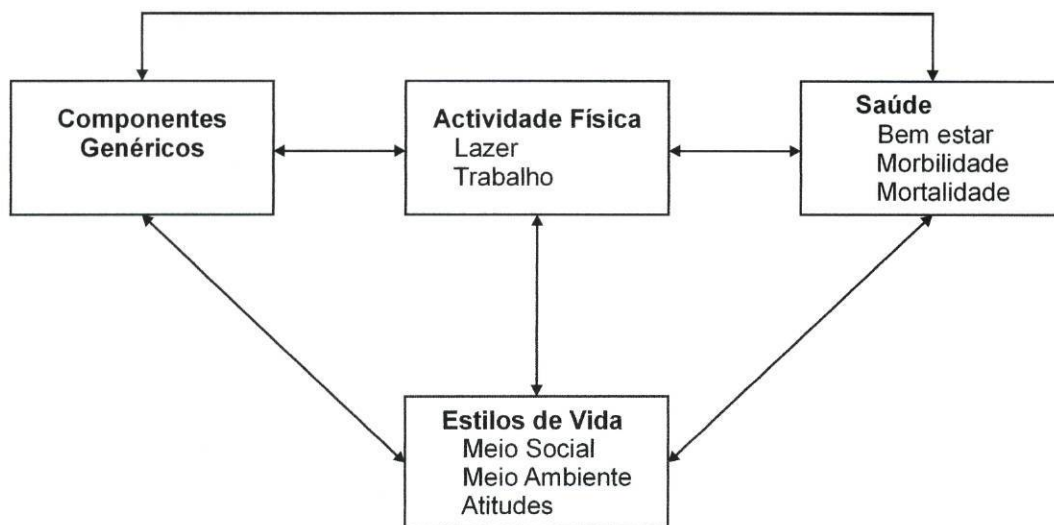 Componentes
Genéricos
Actividade Física
Lazer
Trabalho
Saúde
Bem estar
Morbilidade
Mortalidade
Estilos de Vida
Meio Social
Meio Ambiente
Atitudes